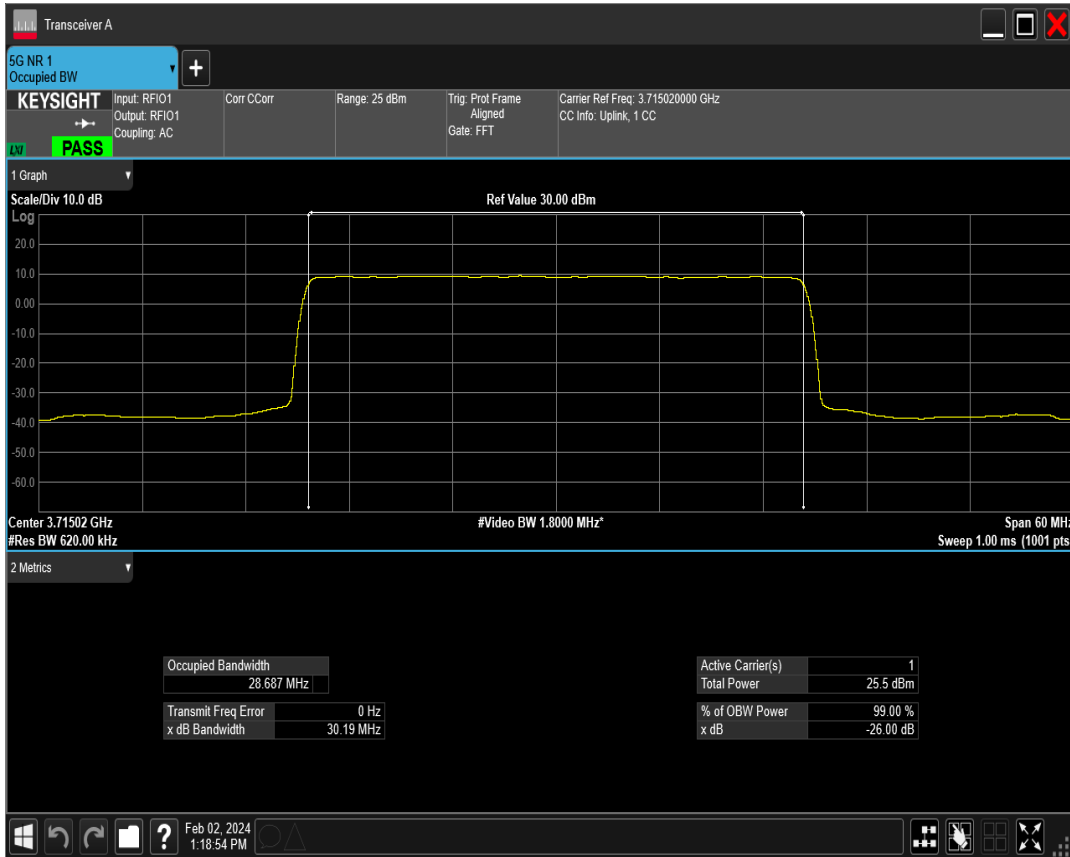 Transceiver A
5G NR 1
Occupied BW
+
KEYSIGHT
LXI
PASS
Input: RFIO1
Output: RFIO1
Coupling: AC
Corr CCorr
Range: 25 dBm
Trig: Prot Frame
Aligned
Gate: FFT
Carrier Ref Freq: 3.715020000 GHz
CC Info: Uplink, 1 CC
1 Graph
Scale/Div 10.0 dB
Ref Value 30.00 dBm
Log
20.0
10.0
0.00
-10.0
-20.0
-30.0
-40.0
-50.0
-60.0
Center 3.71502 GHz
#Video BW 1.8000 MHz*
Span 60 MHz
#Res BW 620.00 kHz
Sweep 1.00 ms (1001 pts
2 Metrics
Occupied Bandwidth
28.687 MHz
Transmit Freq Error 0 Hz
x dB Bandwidth 30.19 MHz
Active Carrier(s) 1
Total Power 25.5 dBm
% of OBW Power 99.00 %
x dB -26.00 dB
?
Feb 02, 2024
1:18:54 PM